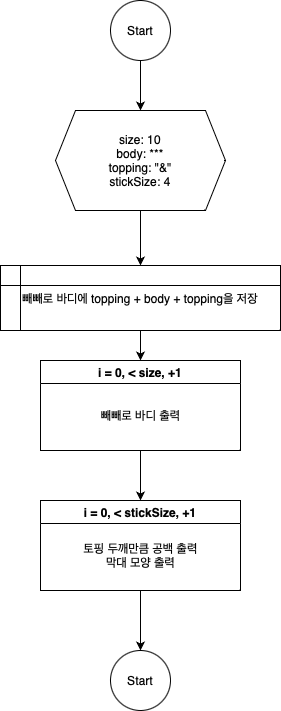 Start
size: 10
body: ***
topping: "&"
stickSize: 4
빼빼로 바디에 topping + body + topping을 저장
i = 0, < size, +1
빼빼로 바디 출력
i = 0, < stickSize, +1
토핑 두깨만큼 공백 출력
막대 모양 출력
Start